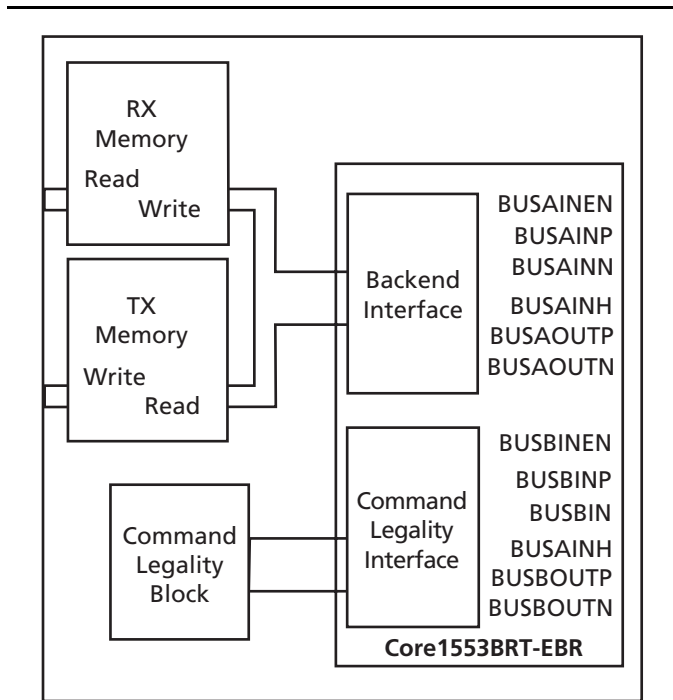 RX
Memory
Read
Write
TX
Memory
Write
Read
Command
Legality
Block
Backend
Interface
Command
Legality
Interface
BUSAINEN
BUSAINP
BUSAINN
BUSAINH
BUSAOUTP
BUSAOUTN
BUSBINEN
BUSBINP
BUSBIN
BUSAINH
BUSBOUTP
BUSBOUTN
Core1553BRT-EBR